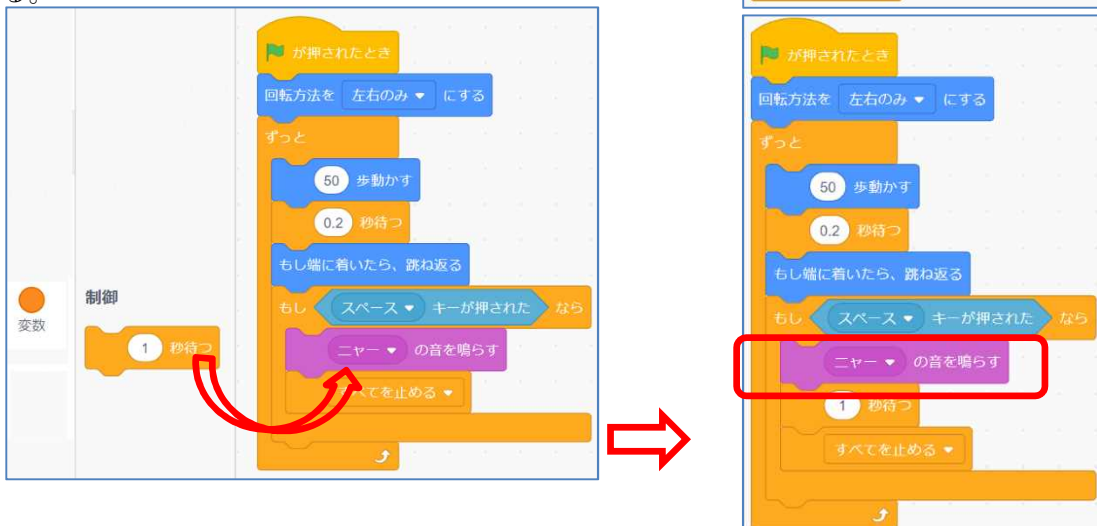 る。
が押されたとき
回転方法を 左右のみ にする
ずっと
50 歩動かす
0.2 秒待つ
もし端に着いたら、跳ね返る
もし スペース キーが押された なら
ニャー の音を鳴らす
すべてを止める
変数
制御
1 秒待つ
が押されたとき
回転方法を 左右のみ にする
ずっと
50 歩動かす
0.2 秒待つ
もし端に着いたら、跳ね返る
もし スペース キーが押された なら
ニャー の音を鳴らす
1 秒待つ
すべてを止める